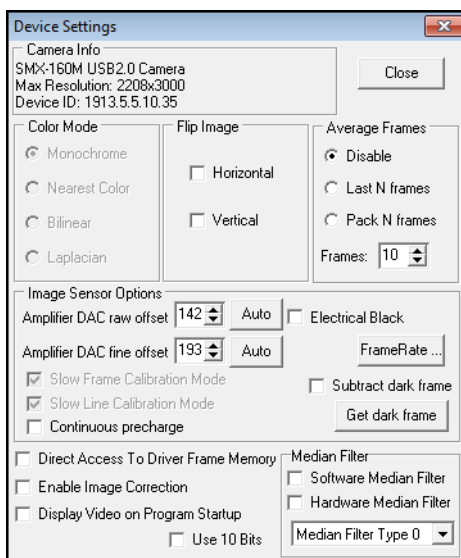 Device Settings
Camera Info
SMX-160M USB2.0 Camera
Max Resolution: 2208x3000
Device ID: 1913.5.5.10.35
Close
Color Mode
Monochrome
Nearest Color
Bilinear
Laplacian
Flip Image
Horizontal
Vertical
Average Frames
Disable
Last N frames
Pack N frames
Frames: 10
Image Sensor Options
Amplifier DAC raw offset 142 Auto
Electrical Black
Amplifier DAC fine offset 193 Auto
FrameRate ...
Slow Frame Calibration Mode
Subtract dark frame
Slow Line Calibration Mode
Get dark frame
Continuous precharge
Direct Access To Driver Frame Memory
Enable Image Correction
Display Video on Program Startup
Use 10 Bits
Median Filter
Software Median Filter
Hardware Median Filter
Median Filter Type 0